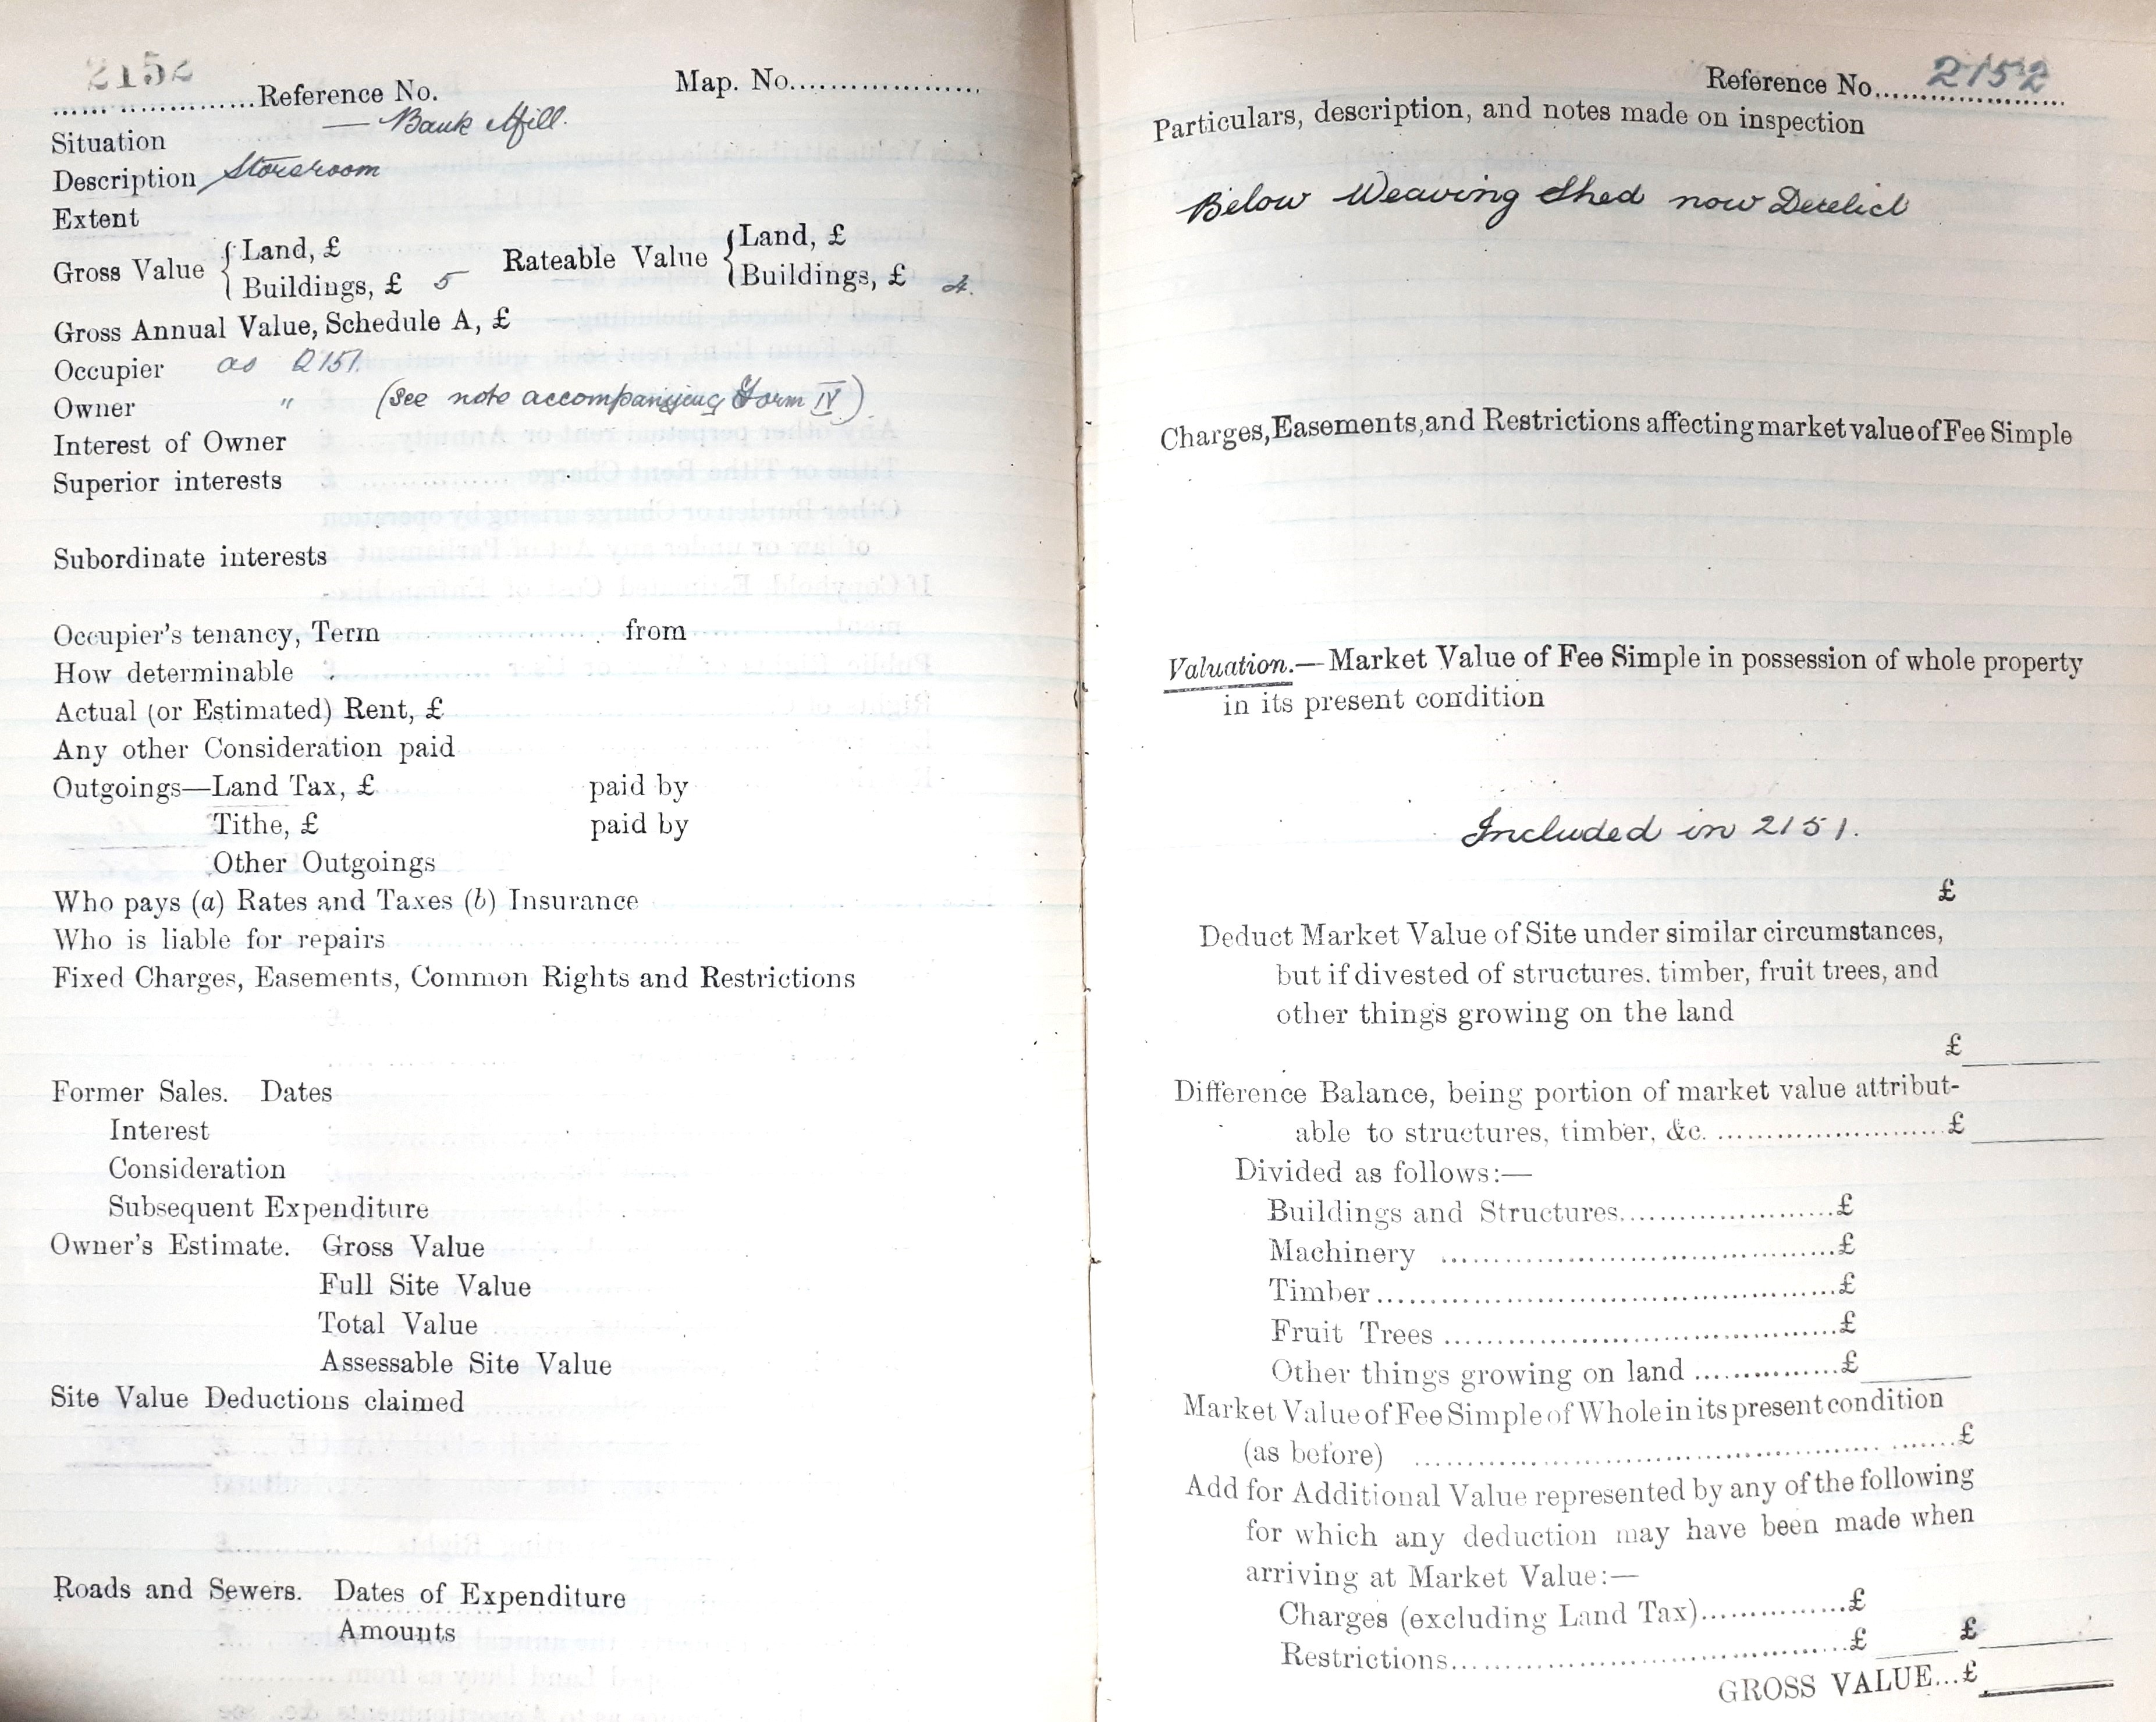 2152
.....................Reference No. Map. No.....................
Situation — Bank Mill.
Description Storeroom
Extent
Gross Value { Land, £ Rateable Value { Land, £
Buildings, £ 5 Buildings, £ 4.
Gross Annual Value, Schedule A, £
Occupier as 2151.
Owner " (See note accompanying Form IV).
Interest of Owner
Superior interests
Subordinate interests
Occupier's tenancy, Term from
How determinable
Actual (or Estimated) Rent, £
Any other Consideration paid
Outgoings—Land Tax, £ paid by
Tithe, £ paid by
Other Outgoings
Who pays (a) Rates and Taxes (b) Insurance
Who is liable for repairs
Fixed Charges, Easements, Common Rights and Restrictions
Former Sales. Dates
Interest
Consideration
Subsequent Expenditure
Owner's Estimate. Gross Value
Full Site Value
Total Value
Assessable Site Value
Site Value Deductions claimed
Roads and Sewers. Dates of Expenditure
Amounts
Reference No. 2152
Particulars, description, and notes made on inspection
Below Weaving Shed now Derelict
Charges, Easements, and Restrictions affecting market value of Fee Simple
Valuation.—Market Value of Fee Simple in possession of whole property
in its present condition
Included in 2151.
£
Deduct Market Value of Site under similar circumstances,
but if divested of structures, timber, fruit trees, and
other things growing on the land
£
Difference Balance, being portion of market value attribut-
able to structures, timber, &c. ........................£
Divided as follows:—
Buildings and Structures....................£
Machinery ....................£
Timber....................£
Fruit Trees ....................£
Other things growing on land ..............£
Market Value of Fee Simple of Whole in its present condition
(as before) ....................£
Add for Additional Value represented by any of the following
for which any deduction may have been made when
arriving at Market Value:—
Charges (excluding Land Tax)..............£
Restrictions....................£ £
GROSS VALUE...£